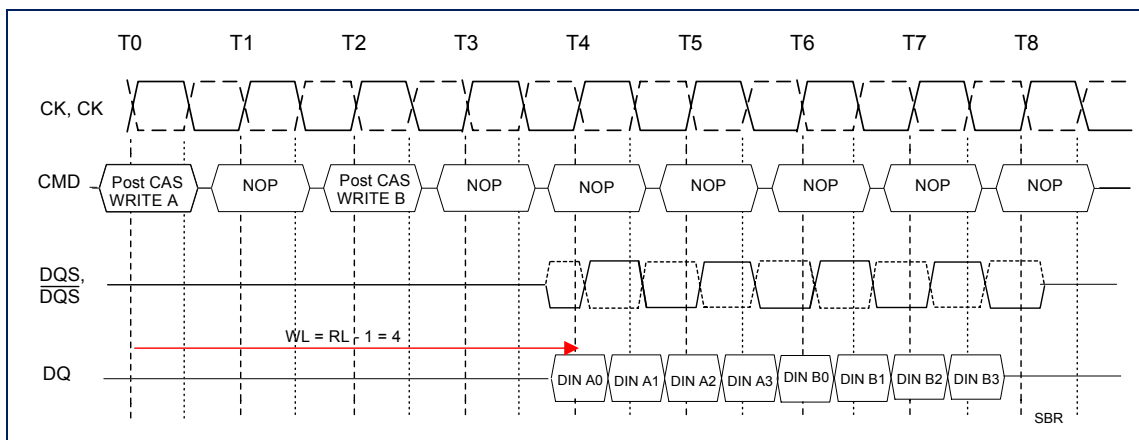 T0 T1 T2 T3 T4 T5 T6 T7 T8
CK, CK
CMD
Post CAS
WRITE A
NOP
Post CAS
WRITE B
NOP
NOP
NOP
NOP
NOP
NOP
DQS,
DQS
WL = RL - 1 = 4
DQ
DIN A0 DIN A1 DIN A2 DIN A3 DIN B0 DIN B1 DIN B2 DIN B3
SBR